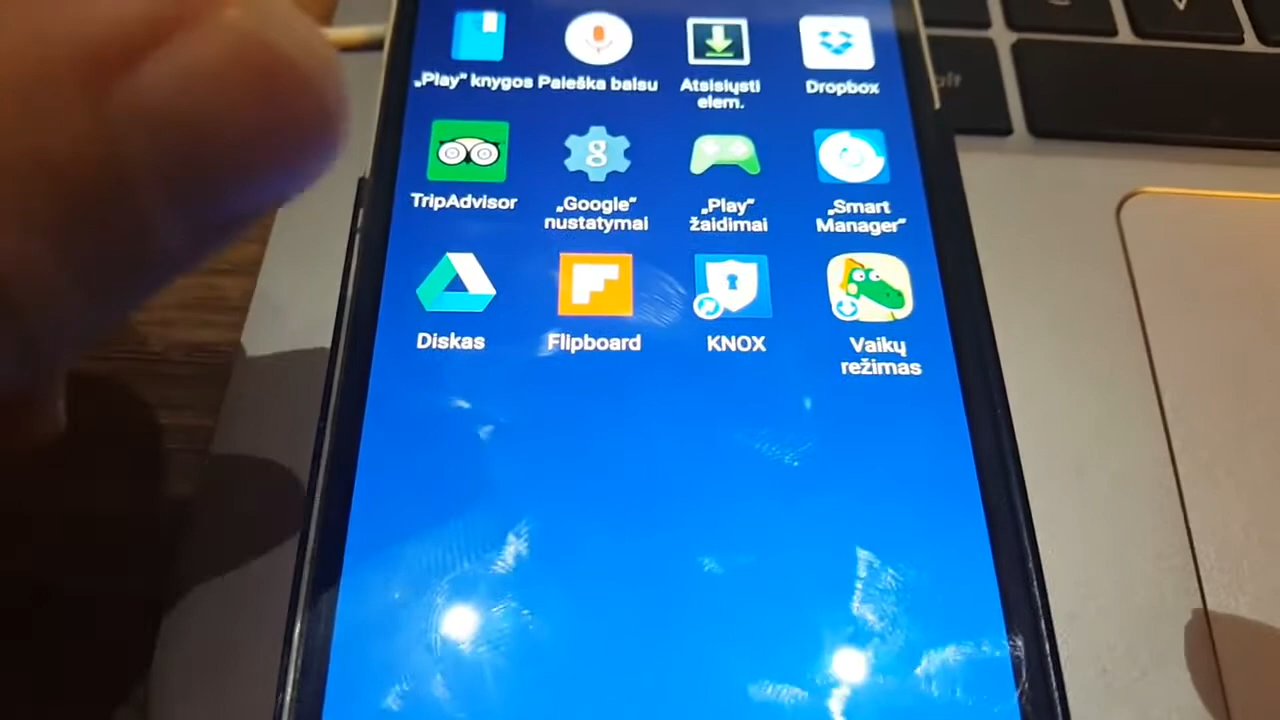 „Play“ knygos
Paieška balsu
Atsisiųsti
elem.
Dropbox
TripAdvisor
„Google“
nustatymai
„Play“
žaidimai
„Smart
Manager“
Diskas
Flipboard
KNOX
Vaikų
režimas
g
alt